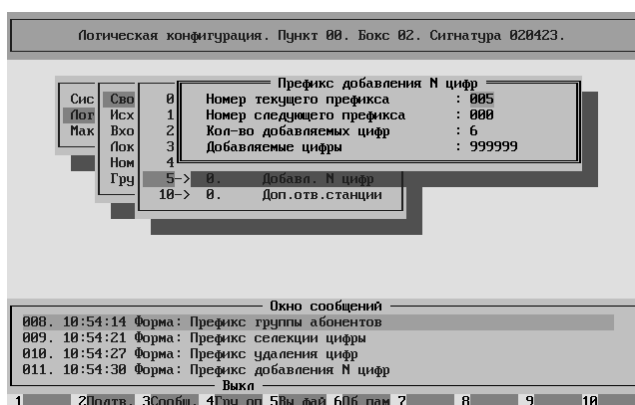 Логическая конфигурация. Пункт 00. Бокс 02. Сигнатура 020423.
Префикс добавления N цифр
Сис Сво 0 Номер текущего префикса : 005
Лог Исх 1 Номер следующего префикса : 000
Мак Вхо 2 Кол-во добавляемых цифр : 6
Лок 3 Добавляемые цифры : 999999
Ном 4
Гру 5-> 0. Добавл. N цифр
10-> 0. Доп.отв.станции
Окно сообщений
008. 10:54:14 Форма: Префикс группы абонентов
009. 10:54:21 Форма: Префикс селекции цифры
010. 10:54:27 Форма: Префикс удаления цифр
011. 10:54:30 Форма: Префикс добавления N цифр
Выкл
1 2Подтв. 3Сообщ. 4Гру оп 5Вы фай 6Пб пам 7 8 9 10